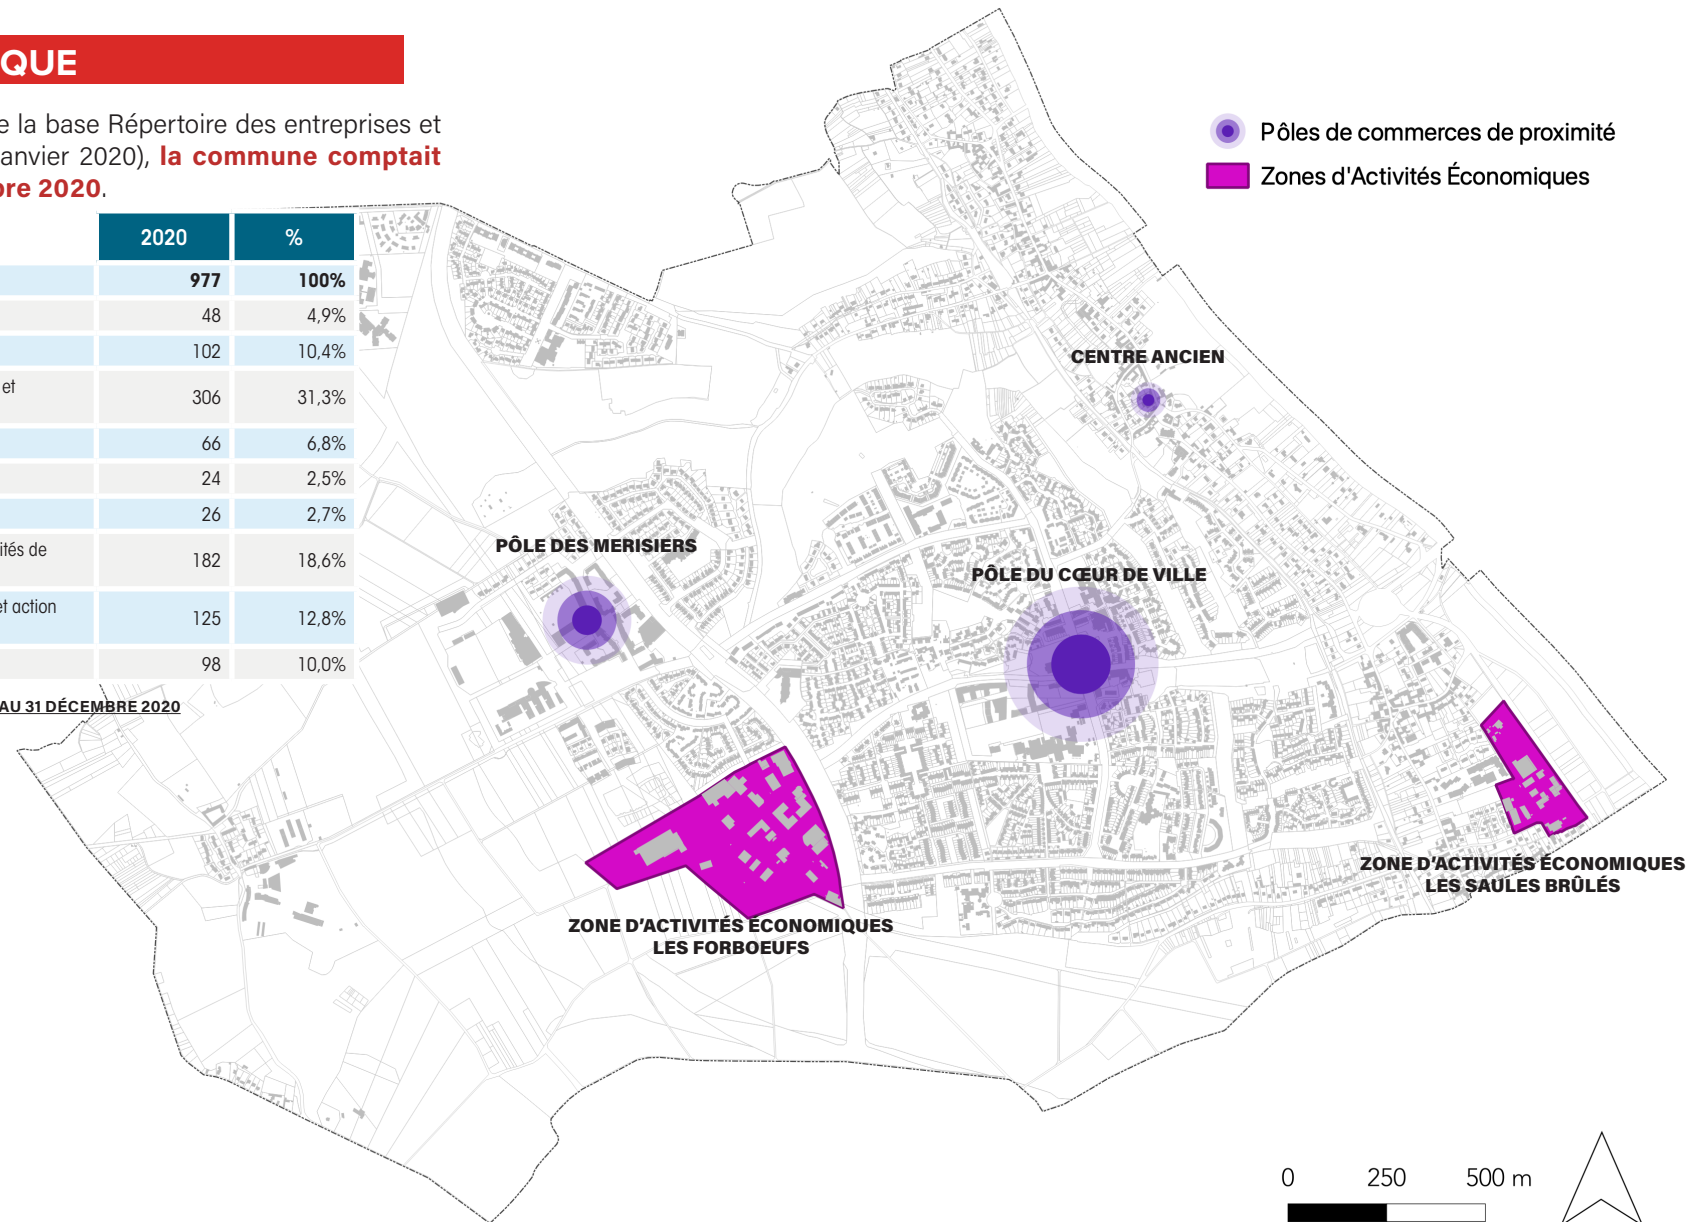 QUE
e la base Répertoire des entreprises et
anvier 2020), la commune comptait
bre 2020.
2020 %
977 100%
48 4,9%
102 10,4%
et
306 31,3%
66 6,8%
24 2,5%
26 2,7%
ités de
182 18,6%
et action
125 12,8%
98 10,0%
AU 31 DÉCEMBRE 2020
Pôles de commerces de proximité
Zones d'Activités Économiques
CENTRE ANCIEN
PÔLE DES MERISIERS
PÔLE DU CŒUR DE VILLE
ZONE D'ACTIVITÉS ÉCONOMIQUES
LES SAULES BRÛLÉS
ZONE D'ACTIVITÉS ÉCONOMIQUES
LES FORBOEUFS
0 250 500 m